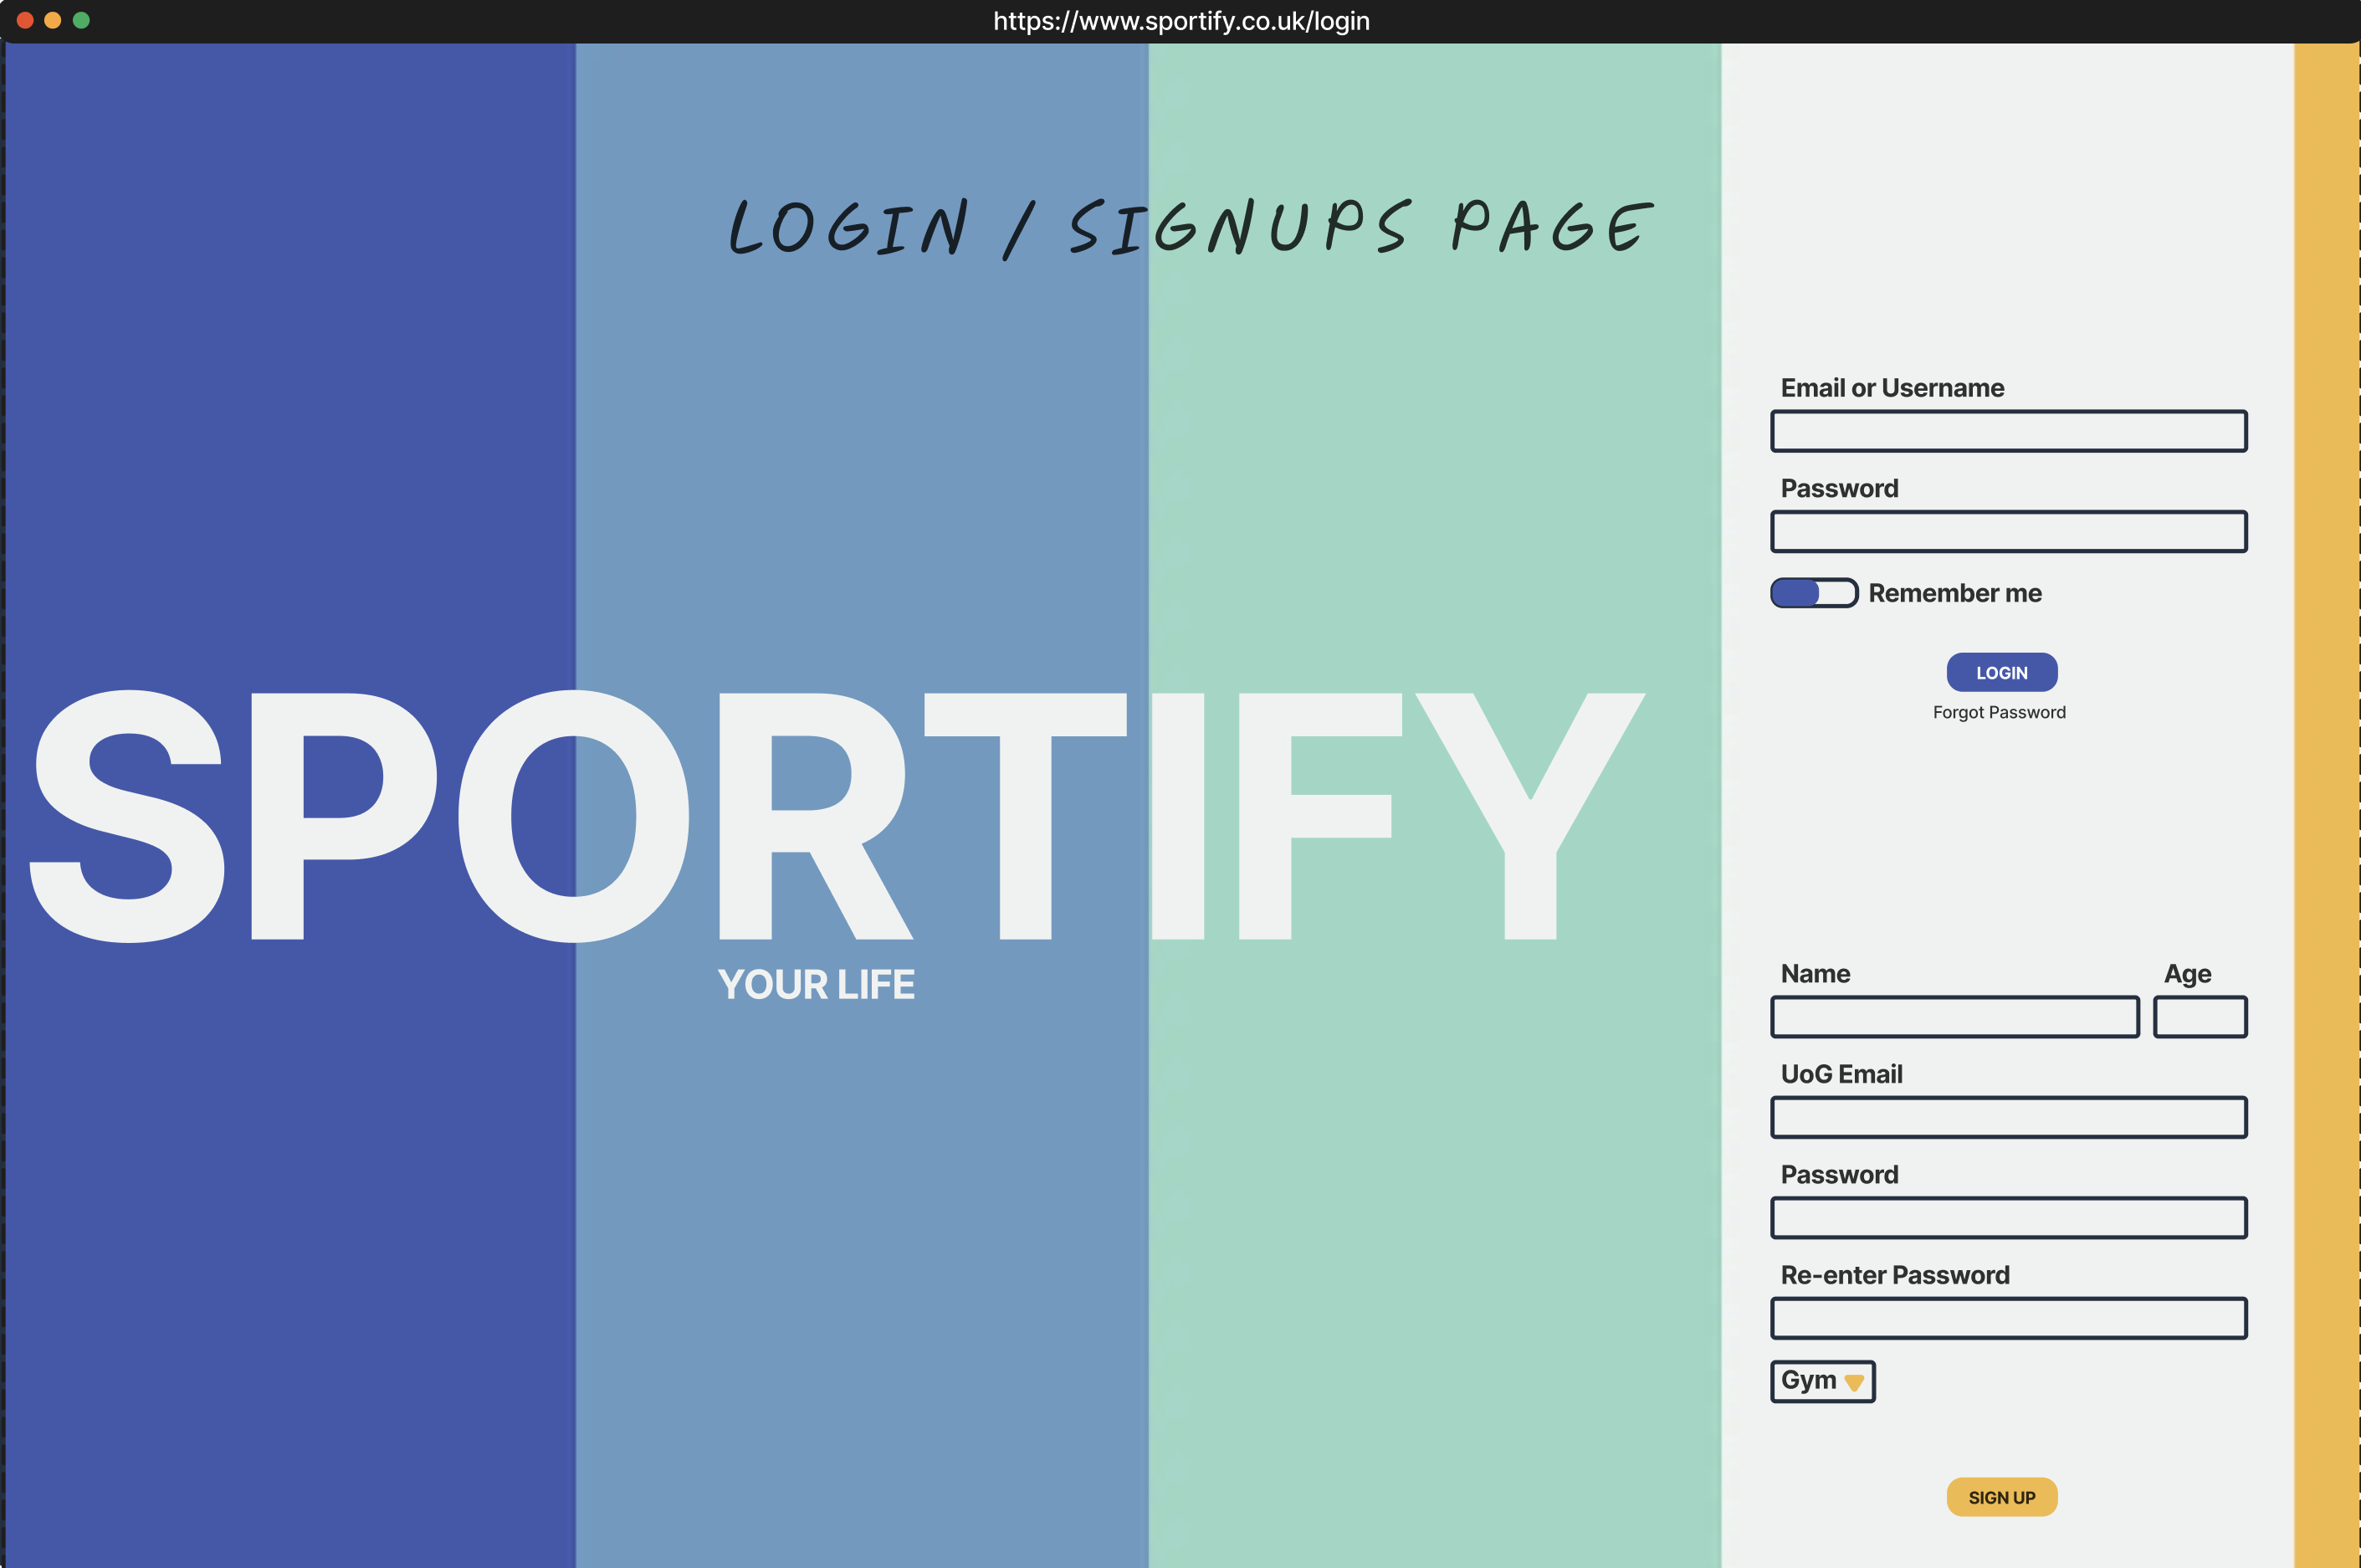 https://www.sportify.co.uk/login
LOGIN / SIGNUPS PAGE
SPORTIFY
YOUR LIFE
Email or Username
Password
Remember me
LOGIN
Forgot Password
Name Age
UoG Email
Password
Re-enter Password
Gym
SIGN UP